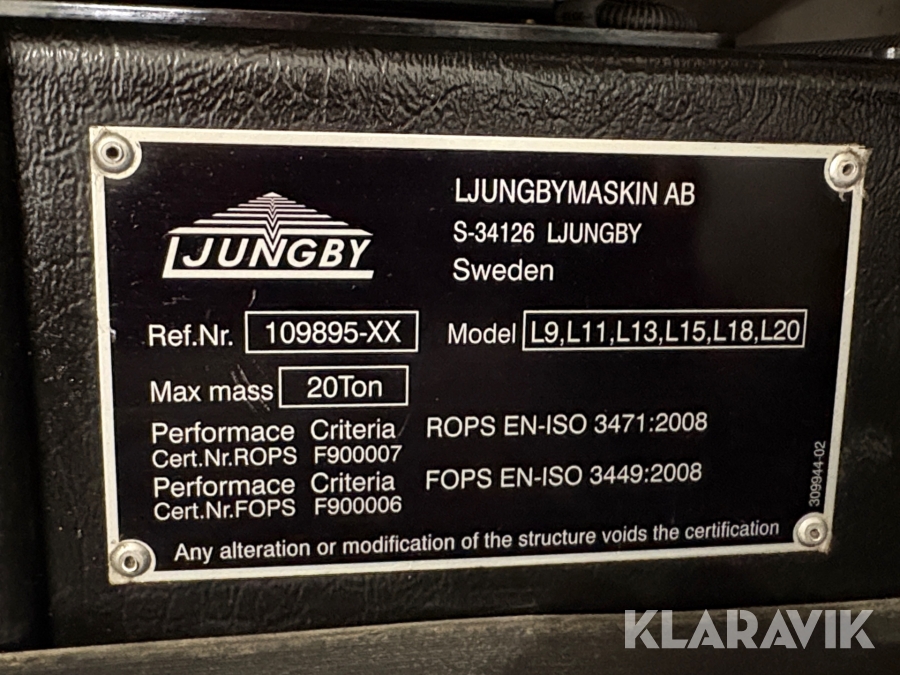 LJUNGBY
LJUNGBYMASKIN AB
S-34126 LJUNGBY
Sweden
Ref.Nr. 109895-XX Model L9,L11,L13,L15,L18,L20
Max mass 20Ton
Performace Criteria ROPS EN-ISO 3471:2008
Cert.Nr.ROPS F900007
Performace Criteria FOPS EN-ISO 3449:2008
Cert.Nr.FOPS F900006
309944-02
Any alteration or modification of the structure voids the certification
KLARAVIK